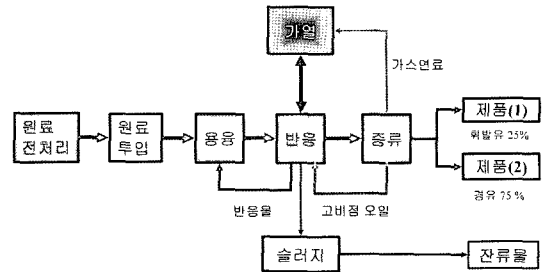 가열
가스연료
원료
전처리
원료
투입
용융
반응
증류
제품(1)
휘발유 25%
제품(2)
경유 75 %
반응물
고비점 오일
슬러지
잔류물